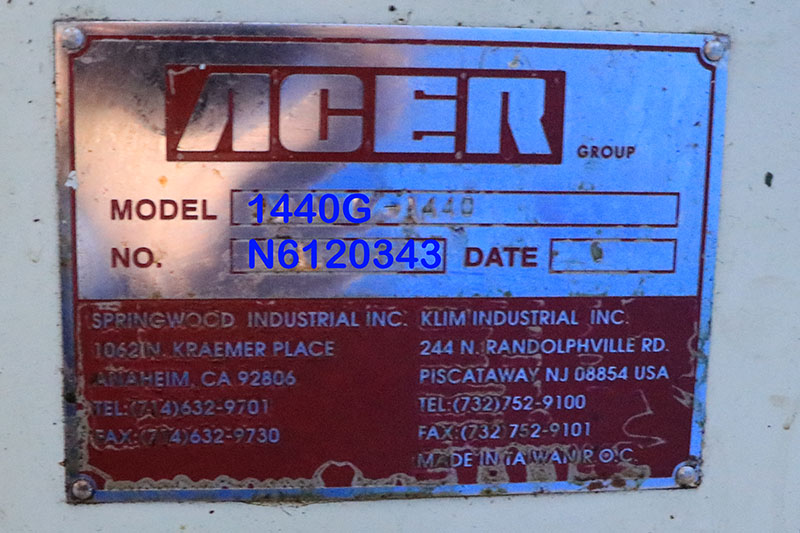 ACER GROUP
MODEL 1440G -1440
NO. N6120343 DATE
SPRINGWOOD INDUSTRIAL INC.
1062 N. KRAEMER PLACE
ANAHEIM, CA 92806
TEL:(714)632-9701
FAX:(714)632-9730
KLIM INDUSTRIAL INC.
244 N. RANDOLPHVILLE RD.
PISCATAWAY NJ 08854 USA
TEL:(732)752-9100
FAX:(732)752-9101
MADE IN TAIWAN R.O.C.